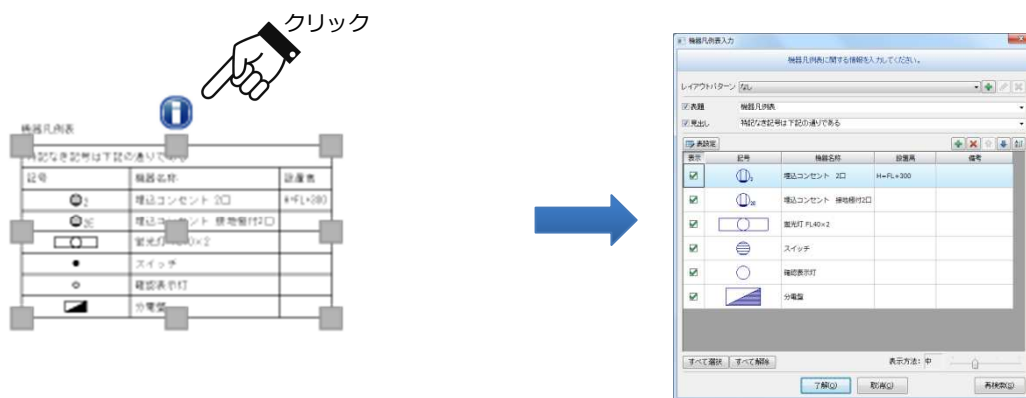 クリック
機器凡例表
特記なき記号は下記の通りである
記号 機器名称 設置高
2 埋込コンセント 2口 H=FL+300
2E 埋込コンセント 接地極付2口
蛍光灯 FL40×2
スイッチ
確認表示灯
分電盤
機器凡例表入力
機器凡例表に関する情報を入力してください。
レイアウトパターン なし
表題 機器凡例表
見出し 特記なき記号は下記の通りである
表設定
表示 記号 機器名称 設置高 備考
2 埋込コンセント 2口 H=FL+300
2E 埋込コンセント 接地極付2口
蛍光灯 FL40×2
スイッチ
確認表示灯
分電盤
すべて選択 すべて解除 表示方法: 中
了解(O) 取消(C) 再検索(S)